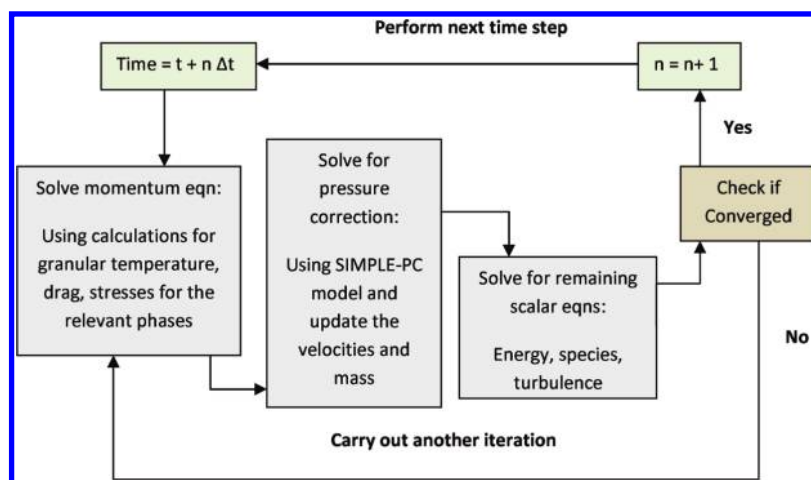 Perform next time step
Time = t + n Δt
n = n+ 1
Yes
Solve momentum eqn:
Using calculations for
granular temperature,
drag, stresses for the
relevant phases
Solve for
pressure
correction:
Using SIMPLE-PC
model and
update the
velocities and
mass
Solve for remaining
scalar eqns:
Energy, species,
turbulence
Check if
Converged
No
Carry out another iteration